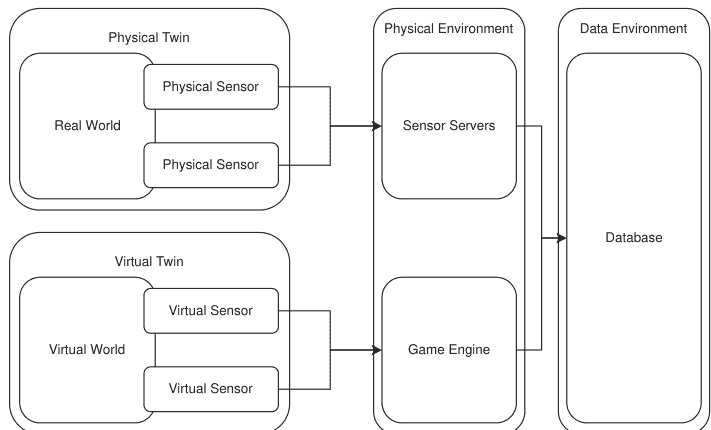 Physical Twin
Real World
Physical Sensor
Physical Sensor
Virtual Twin
Virtual World
Virtual Sensor
Virtual Sensor
Physical Environment
Sensor Servers
Game Engine
Data Environment
Database